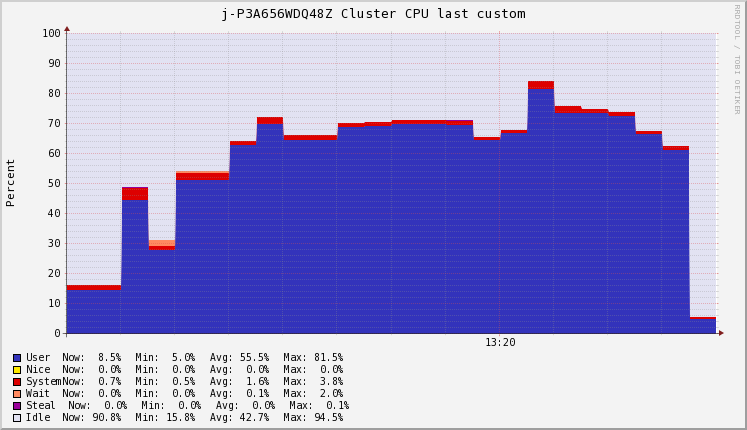 j-P3A656WDQ48Z Cluster CPU last custom
RRDTOOL / TOBI OETIKER
Percent
100
90
80
70
60
50
40
30
20
10
0
13:20
User Now: 8.5% Min: 5.0% Avg: 55.5% Max: 81.5%
Nice Now: 0.0% Min: 0.0% Avg: 0.0% Max: 0.0%
System Now: 0.7% Min: 0.5% Avg: 1.6% Max: 3.8%
Wait Now: 0.0% Min: 0.0% Avg: 0.1% Max: 2.0%
Steal Now: 0.0% Min: 0.0% Avg: 0.0% Max: 0.1%
Idle Now: 90.8% Min: 15.8% Avg: 42.7% Max: 94.5%